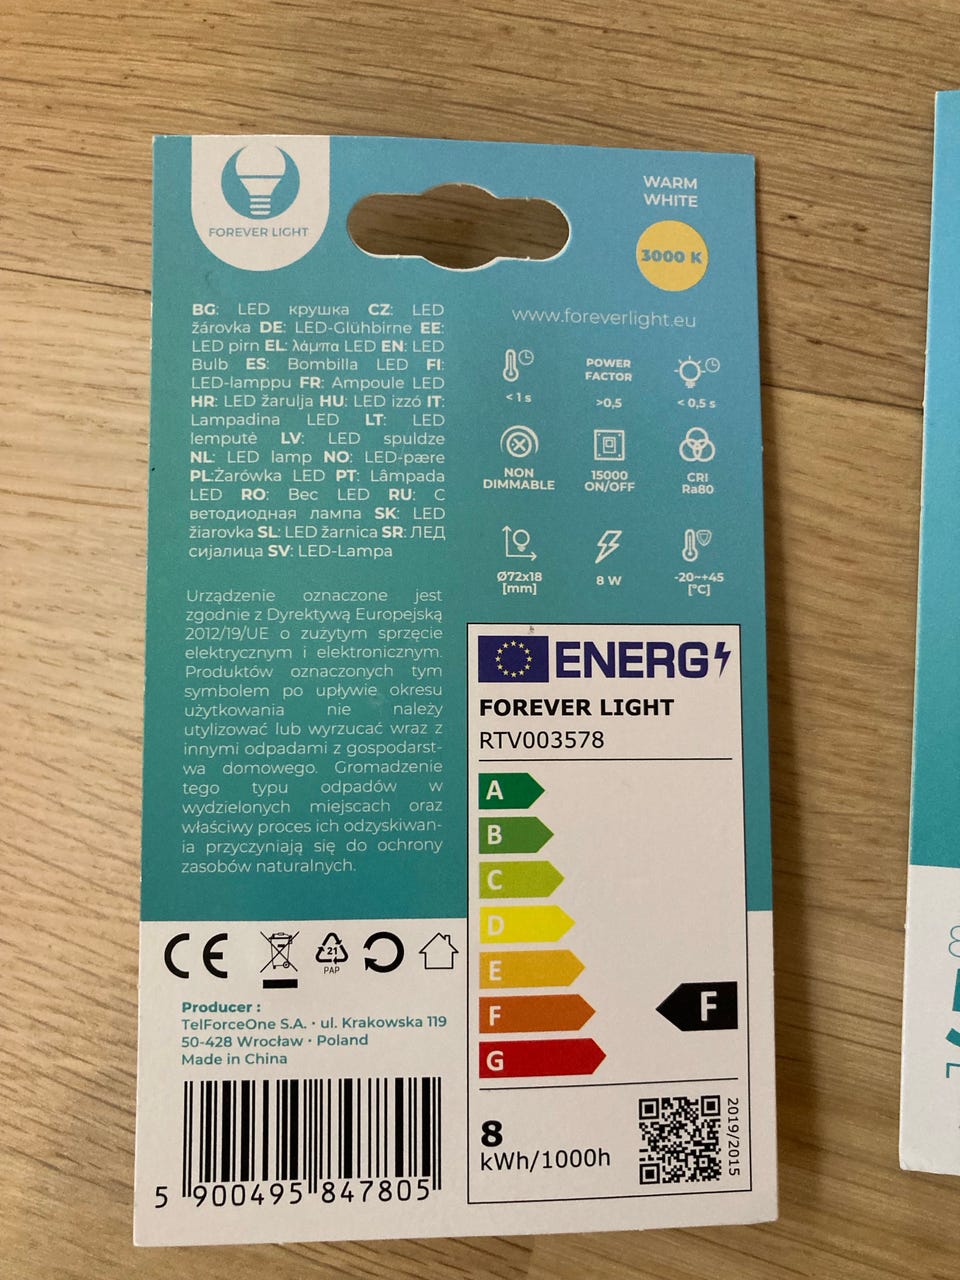 FOREVER LIGHT
WARM
WHITE
3000 K
www.foreverlight.eu
BG: LED крушка CZ: LED
žárovka DE: LED-Glühbirne EE:
LED pirn EL: λάμπα LED EN: LED
Bulb ES: Bombilla LED FI:
LED-lamppu FR: Ampoule LED
HR: LED žarulja HU: LED izzó IT:
Lampadina LED LT: LED
lemputė LV: LED spuldze
NL: LED lamp NO: LED-pære
PL:Żarówka LED PT: Lâmpada
LED RO: Bec LED RU: С
ветодиодная лампа SK: LED
žiarovka SL: LED žarnica SR: ЛЕД
сијалица SV: LED-Lampa
< 1 s
POWER
FACTOR
>0,5
< 0,5 s
NON
DIMMABLE
15000
ON/OFF
CRI
Ra80
Ø72x18
[mm]
8 W
-20~+45
[°C]
Urządzenie oznaczone jest
zgodnie z Dyrektywą Europejską
2012/19/UE o zużytym sprzęcie
elektrycznym i elektronicznym.
Produktów oznaczonych tym
symbolem po upływie okresu
użytkowania nie należy
utylizować lub wyrzucać wraz z
innymi odpadami z gospodarst-
wa domowego. Gromadzenie
tego typu odpadów w
wydzielonych miejscach oraz
właściwy proces ich odzyskiwan-
ia przyczyniają się do ochrony
zasobów naturalnych.
CE
21
PAP
Producer :
TelForceOne S.A. • ul. Krakowska 119
50-428 Wrocław • Poland
Made in China
5 900495 847805
ENERG
FOREVER LIGHT
RTV003578
A
B
C
D
E
F
G
F
8
kWh/1000h
2019/2015